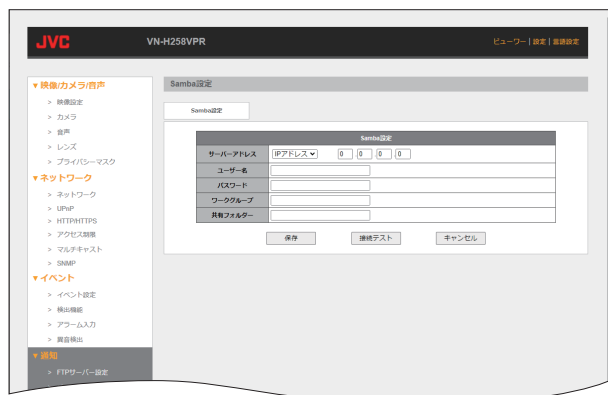 JVC VN-H258VPR ビューワー | 設定 | 言語設定
▼映像/カメラ/音声
> 映像設定
> カメラ
> 音声
> レンズ
> プライバシーマスク
▼ネットワーク
> ネットワーク
> UPnP
> HTTP/HTTPS
> アクセス制限
> マルチキャスト
> SNMP
▼イベント
> イベント設定
> 検出機能
> アラーム入力
> 異音検出
▼通知
> FTPサーバー設定
Samba設定
Samba設定
Samba設定
サーバーアドレス IPアドレス 0 0 0 0
ユーザー名
パスワード
ワークグループ
共有フォルダー
保存 接続テスト キャンセル